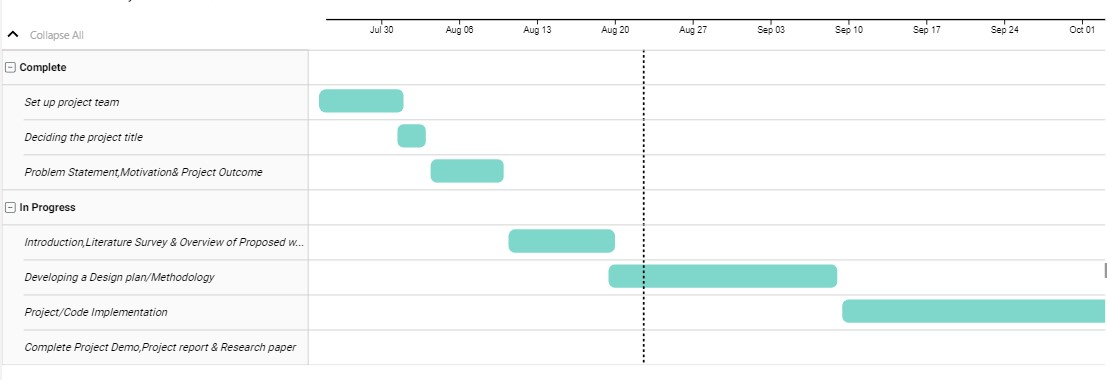 Jul 30 Aug 06 Aug 13 Aug 20 Aug 27 Sep 03 Sep 10 Sep 17 Sep 24 Oct 01
Collapse All
Complete
Set up project team
Deciding the project title
Problem Statement,Motivation& Project Outcome
In Progress
Introduction,Literature Survey & Overview of Proposed w...
Developing a Design plan/Methodology
Project/Code Implementation
Complete Project Demo,Project report & Research paper